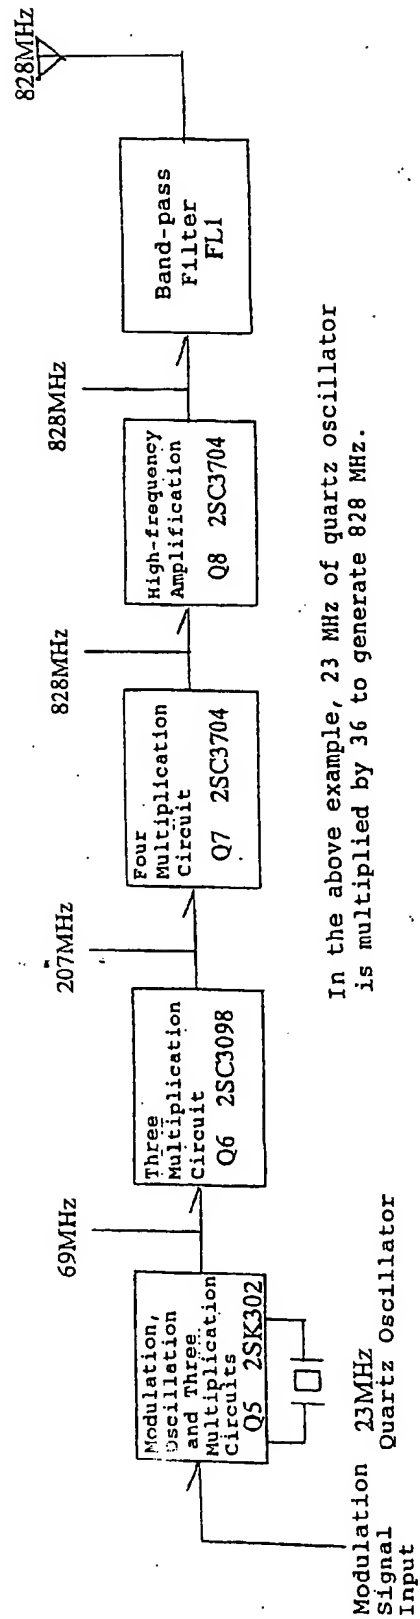 Modulation
Signal
Input
23MHz
Quartz Oscillator
Modulation,
Oscillation
and Three
Multiplication
Circuits
Q5 2SK302
69MHz
Three
Multiplication
Circuit
Q6 2SC3098
207MHz
Four
Multiplication
Circuit
Q7 2SC3704
828MHz
High-frequency
Amplification
Q8 2SC3704
828MHz
Band-pass
Filter
FL1
828MHz
In the above example, 23 MHz of quartz oscillator
is multiplied by 36 to generate 828 MHz.